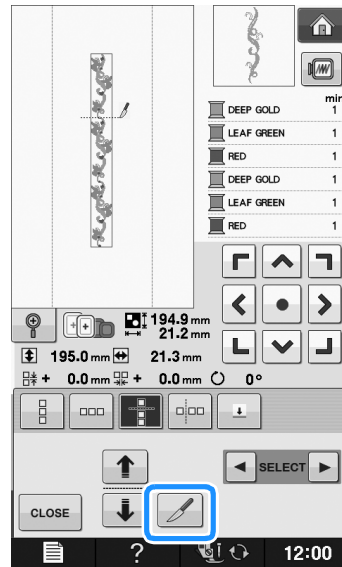 min
DEEP GOLD 1
LEAF GREEN 1
RED 1
DEEP GOLD 1
LEAF GREEN 1
RED 1
194.9 mm
21.2 mm
195.0 mm 21.3 mm
+ 0.0 mm + 0.0 mm 0°
SELECT
CLOSE
? i 12:00